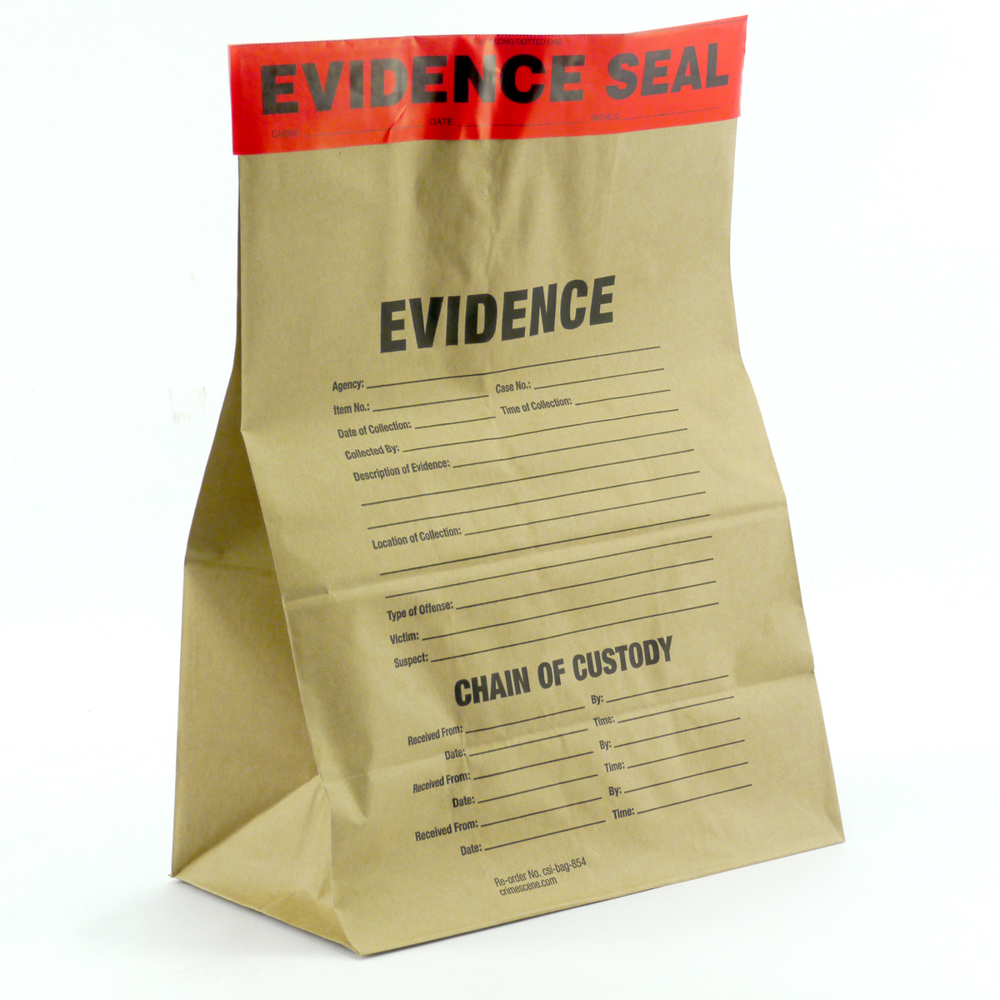 ALONG DOTTED LINE
EVIDENCE SEAL
CASE#: DATE: INITIALS
EVIDENCE
Agency:
Item No.: Case No.:
Date of Collection: Time of Collection:
Collected By:
Description of Evidence:
Location of Collection:
Type of Offense:
Victim:
Suspect:
CHAIN OF CUSTODY
Received From: By:
Date: Time:
Received From: By:
Date: Time:
Received From: By:
Date: Time:
Re-order No. csi-bag-854
crimescene.com